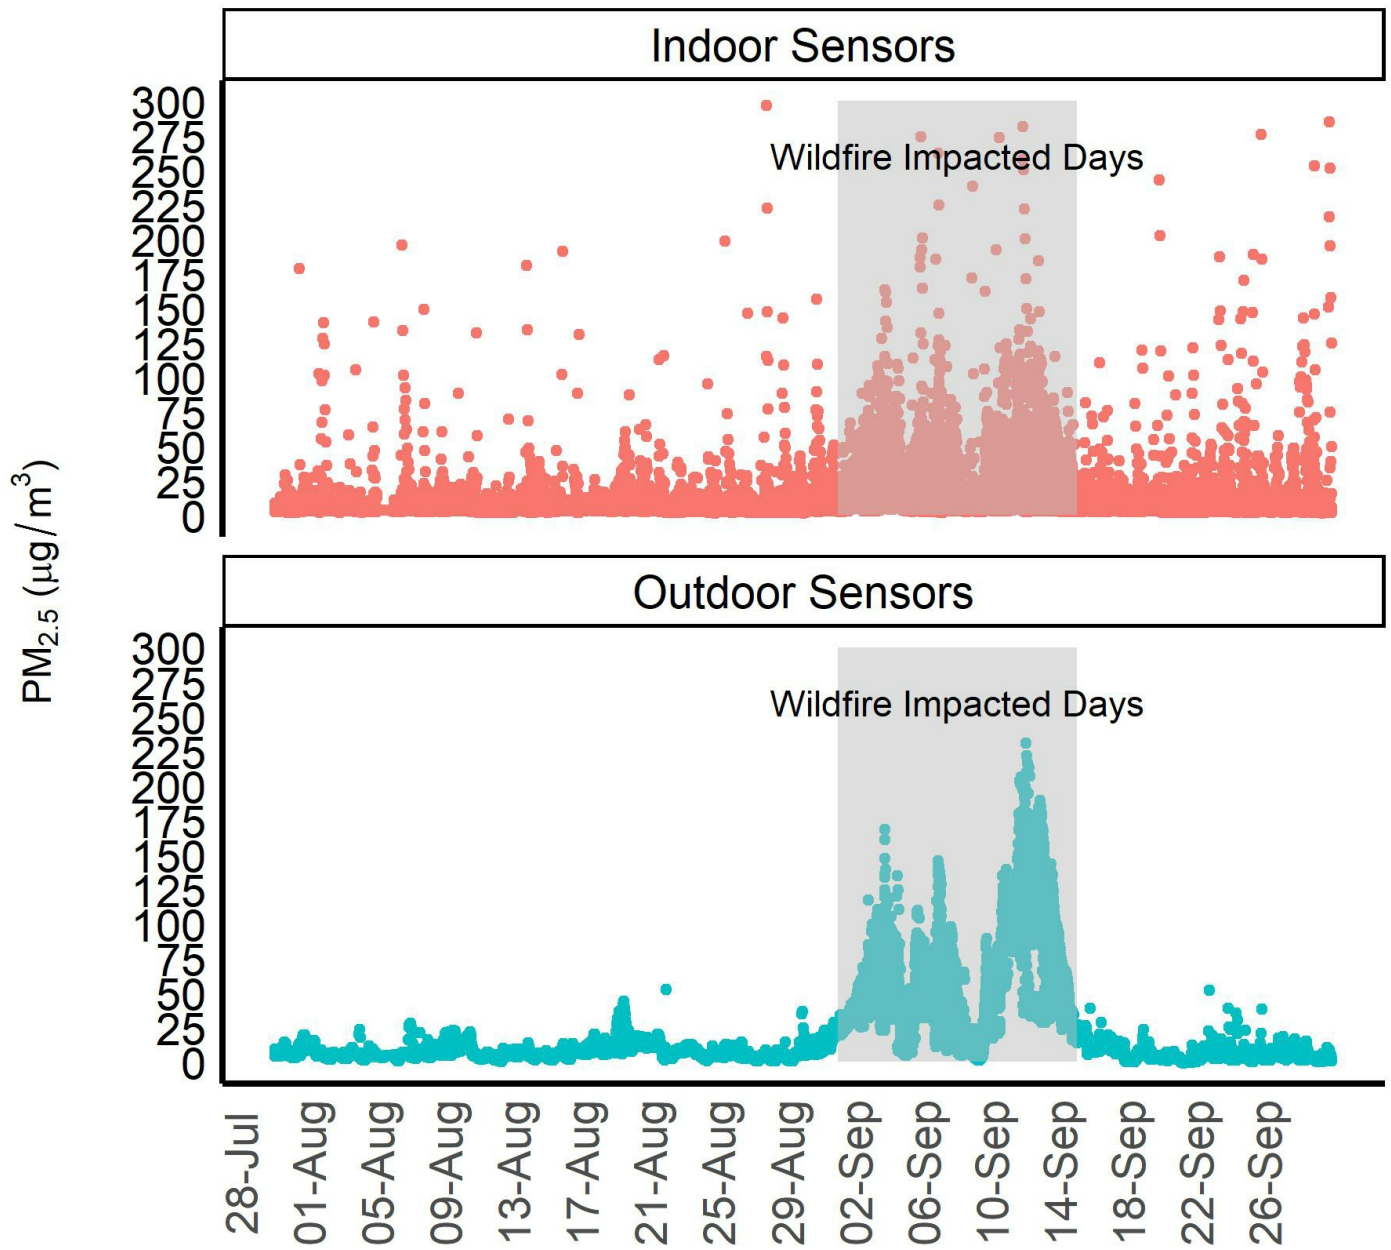 Indoor Sensors
300
275
250
225
200
175
150
125
100
75
50
25
0
Wildfire Impacted Days
PM2.5 (μg/m3)
Outdoor Sensors
300
275
250
225
200
175
150
125
100
75
50
25
0
Wildfire Impacted Days
28-Jul
01-Aug
05-Aug
09-Aug
13-Aug
17-Aug
21-Aug
25-Aug
29-Aug
02-Sep
06-Sep
10-Sep
14-Sep
18-Sep
22-Sep
26-Sep